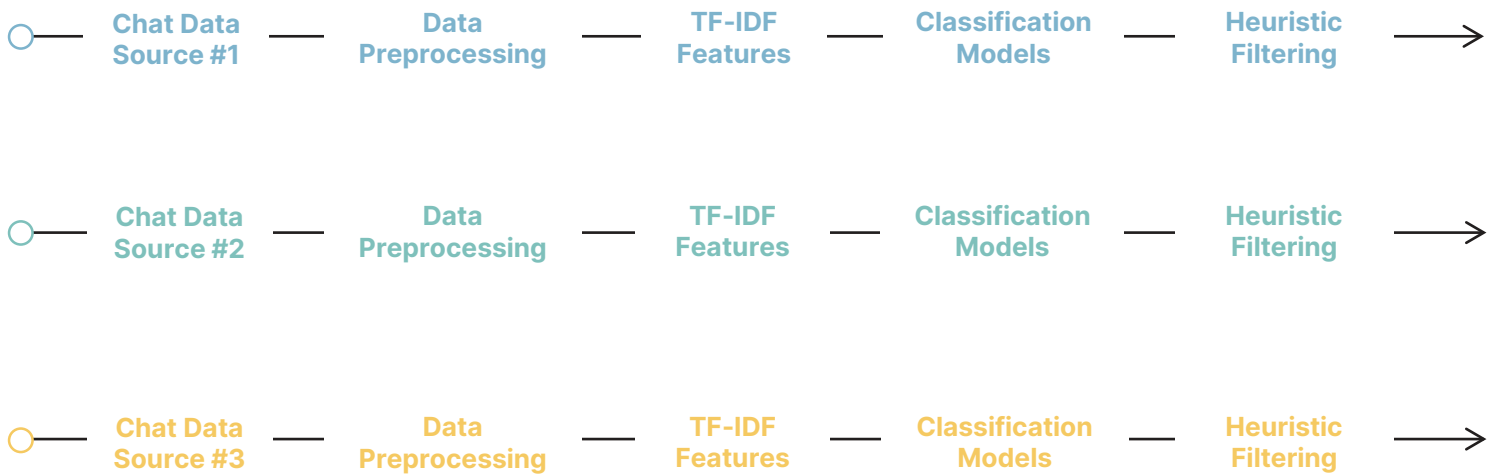 Chat Data
Source #1
Data
Preprocessing
TF-IDF
Features
Classification
Models
Heuristic
Filtering
Chat Data
Source #2
Data
Preprocessing
TF-IDF
Features
Classification
Models
Heuristic
Filtering
Chat Data
Source #3
Data
Preprocessing
TF-IDF
Features
Classification
Models
Heuristic
Filtering